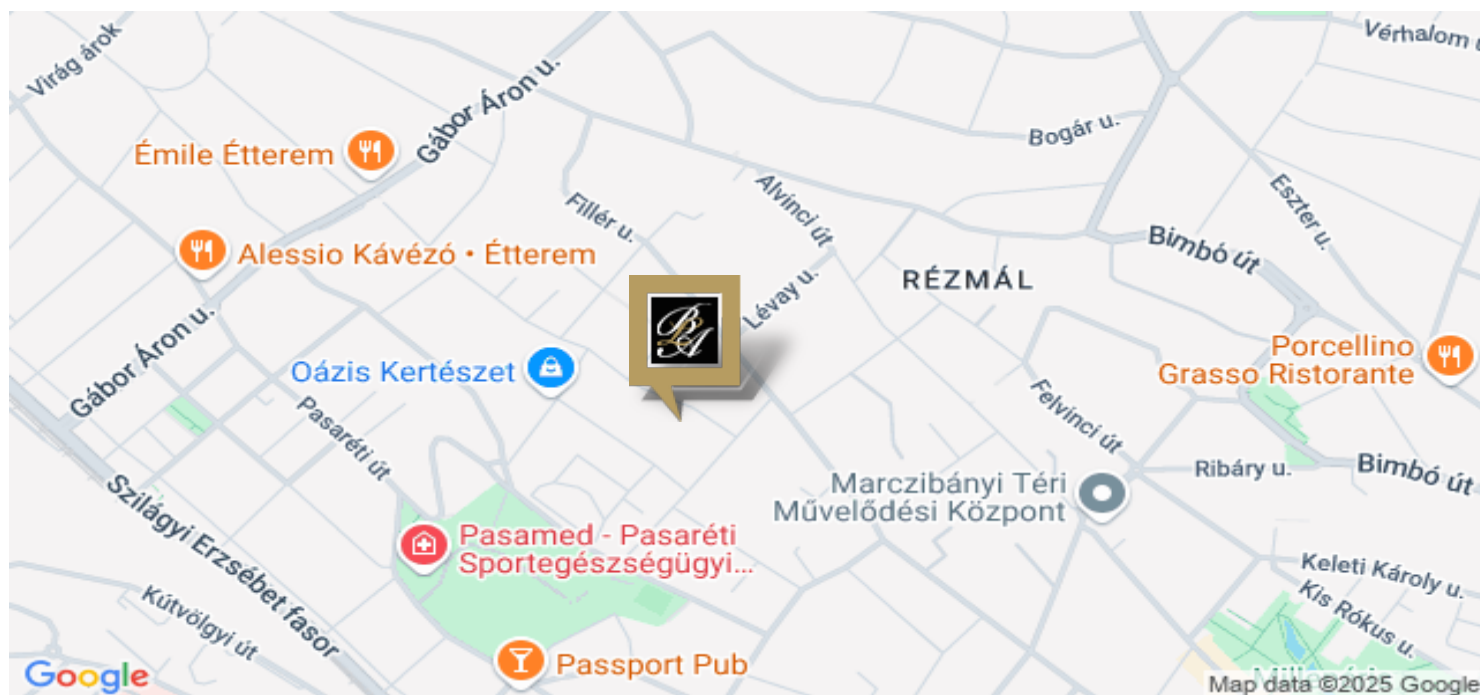 Virág árok
Gábor Áron u.
Vérhalom u
Bogár u.
Émile Étterem
Fillér u.
Alvinci út
Eszter u.
Alessio Kávézó • Étterem
Bimbó út
RÉZMÁL
Lévay u.
BLA
Gábor Áron u.
Oázis Kertészet
Porcellino
Grasso Ristorante
Pasaréti út
Felvinci út
Ribáry u.
Bimbó út
Marczibányi Téri
Művelődési Központ
Szilágyi Erzsébet fasor
Pasamed - Pasaréti
Sportegészségügyi...
Keleti Károly u.
Kis Rókus u.
Kútvölgyi út
Passport Pub
Google
Map data ©2025 Google